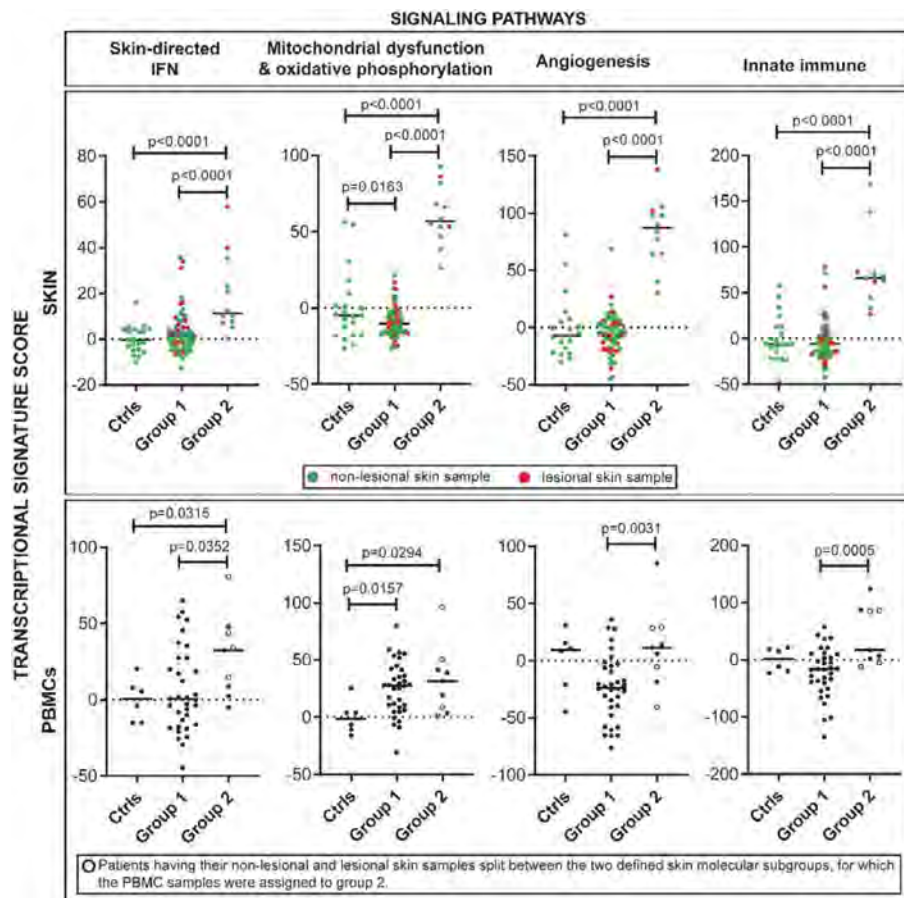 SIGNALING PATHWAYS
Skin-directed
IFN
Mitochondrial dysfunction
& oxidative phosphorylation
Angiogenesis
Innate immune
TRANSCRIPTIONAL SIGNATURE SCORE
SKIN
p<0.0001
p<0.0001
80
60
40
20
0
-20
Ctrls
Group 1
Group 2
p<0.0001
p<0.0001
p=0.0163
100
50
0
-50
Ctrls
Group 1
Group 2
p<0.0001
p<0.0001
150
100
50
0
-50
Ctrls
Group 1
Group 2
p<0.0001
p<0.0001
200
150
100
50
0
-50
Ctrls
Group 1
Group 2
non-lesional skin sample
lesional skin sample
PBMCs
p=0.0315
p=0.0352
100
50
0
-50
Ctrls
Group 1
Group 2
p=0.0294
p=0.0157
150
100
50
0
-50
Ctrls
Group 1
Group 2
p=0.0031
100
50
0
-50
-100
Ctrls
Group 1
Group 2
p=0.0005
200
100
0
-100
-200
Ctrls
Group 1
Group 2
Patients having their non-lesional and lesional skin samples split between the two defined skin molecular subgroups, for which
the PBMC samples were assigned to group 2.